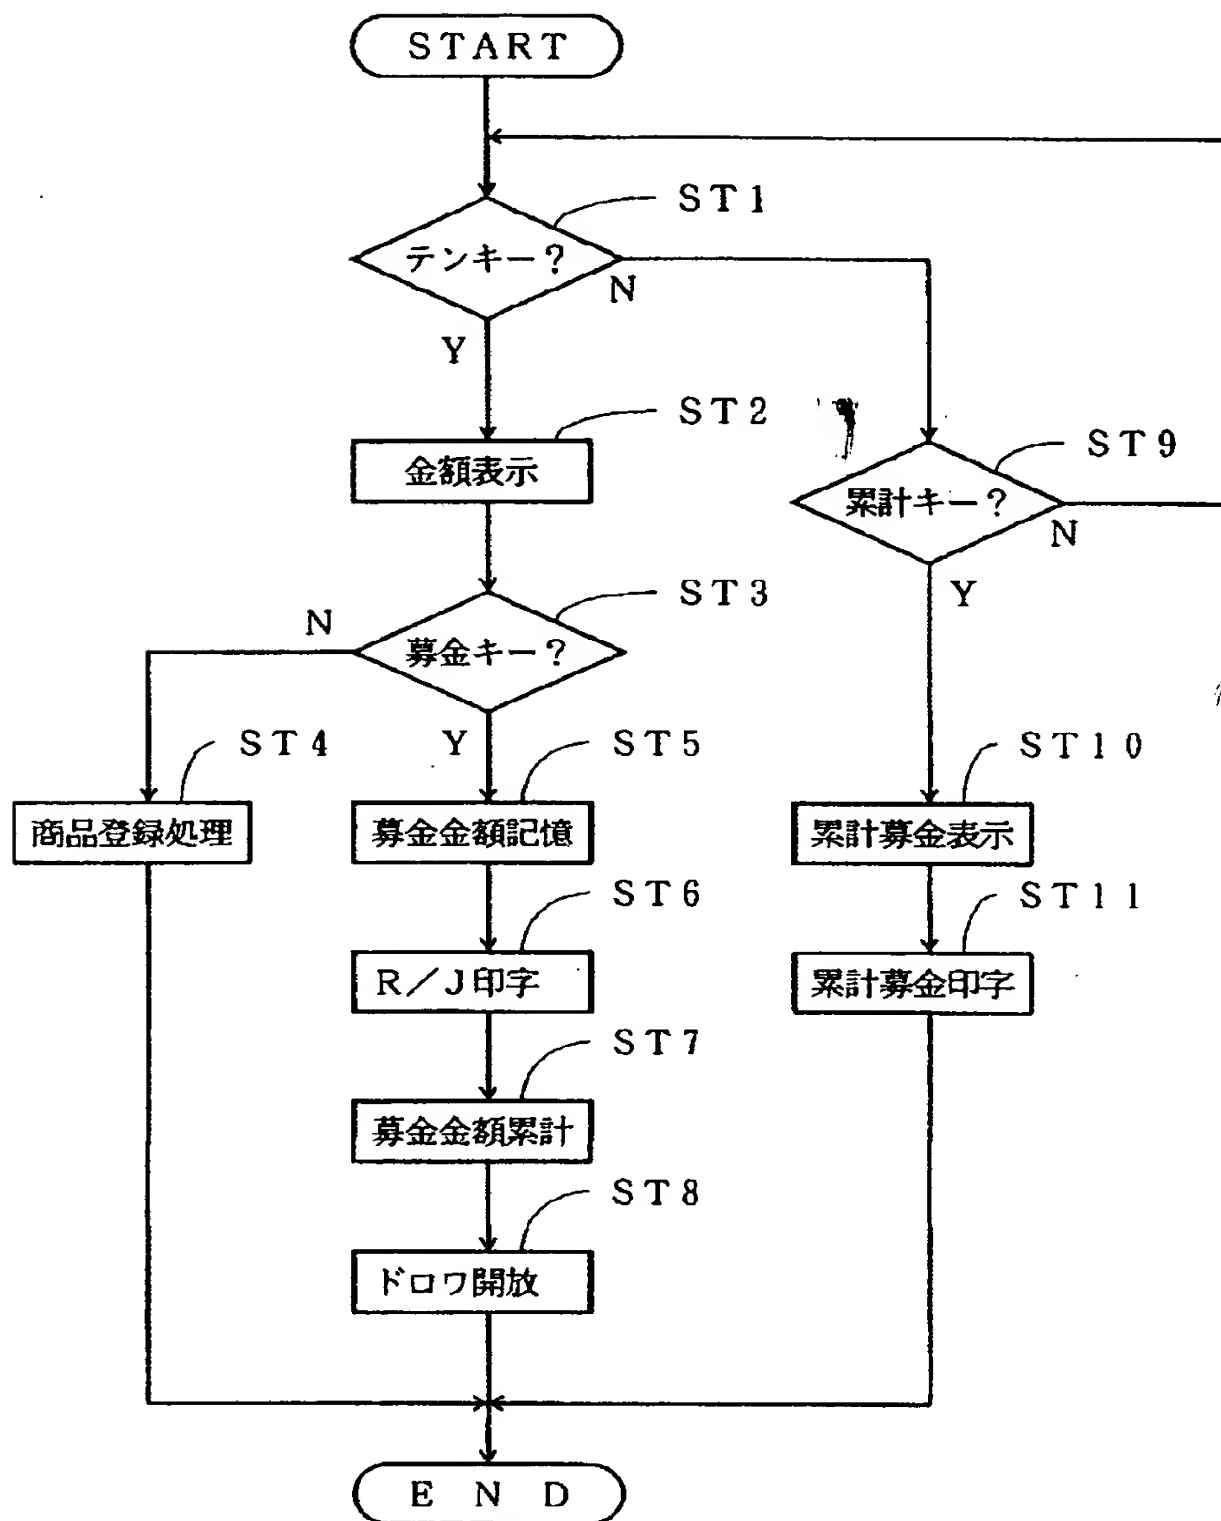 START
ST1
テンキー?
N
Y
ST2
金額表示
ST9
累計キー?
N
Y
ST3
募金キー?
N
Y
ST4
商品登録処理
ST5
募金金額記憶
ST10
累計募金表示
ST6
R/J印字
ST11
累計募金印字
ST7
募金金額累計
ST8
ドロワ開放
END